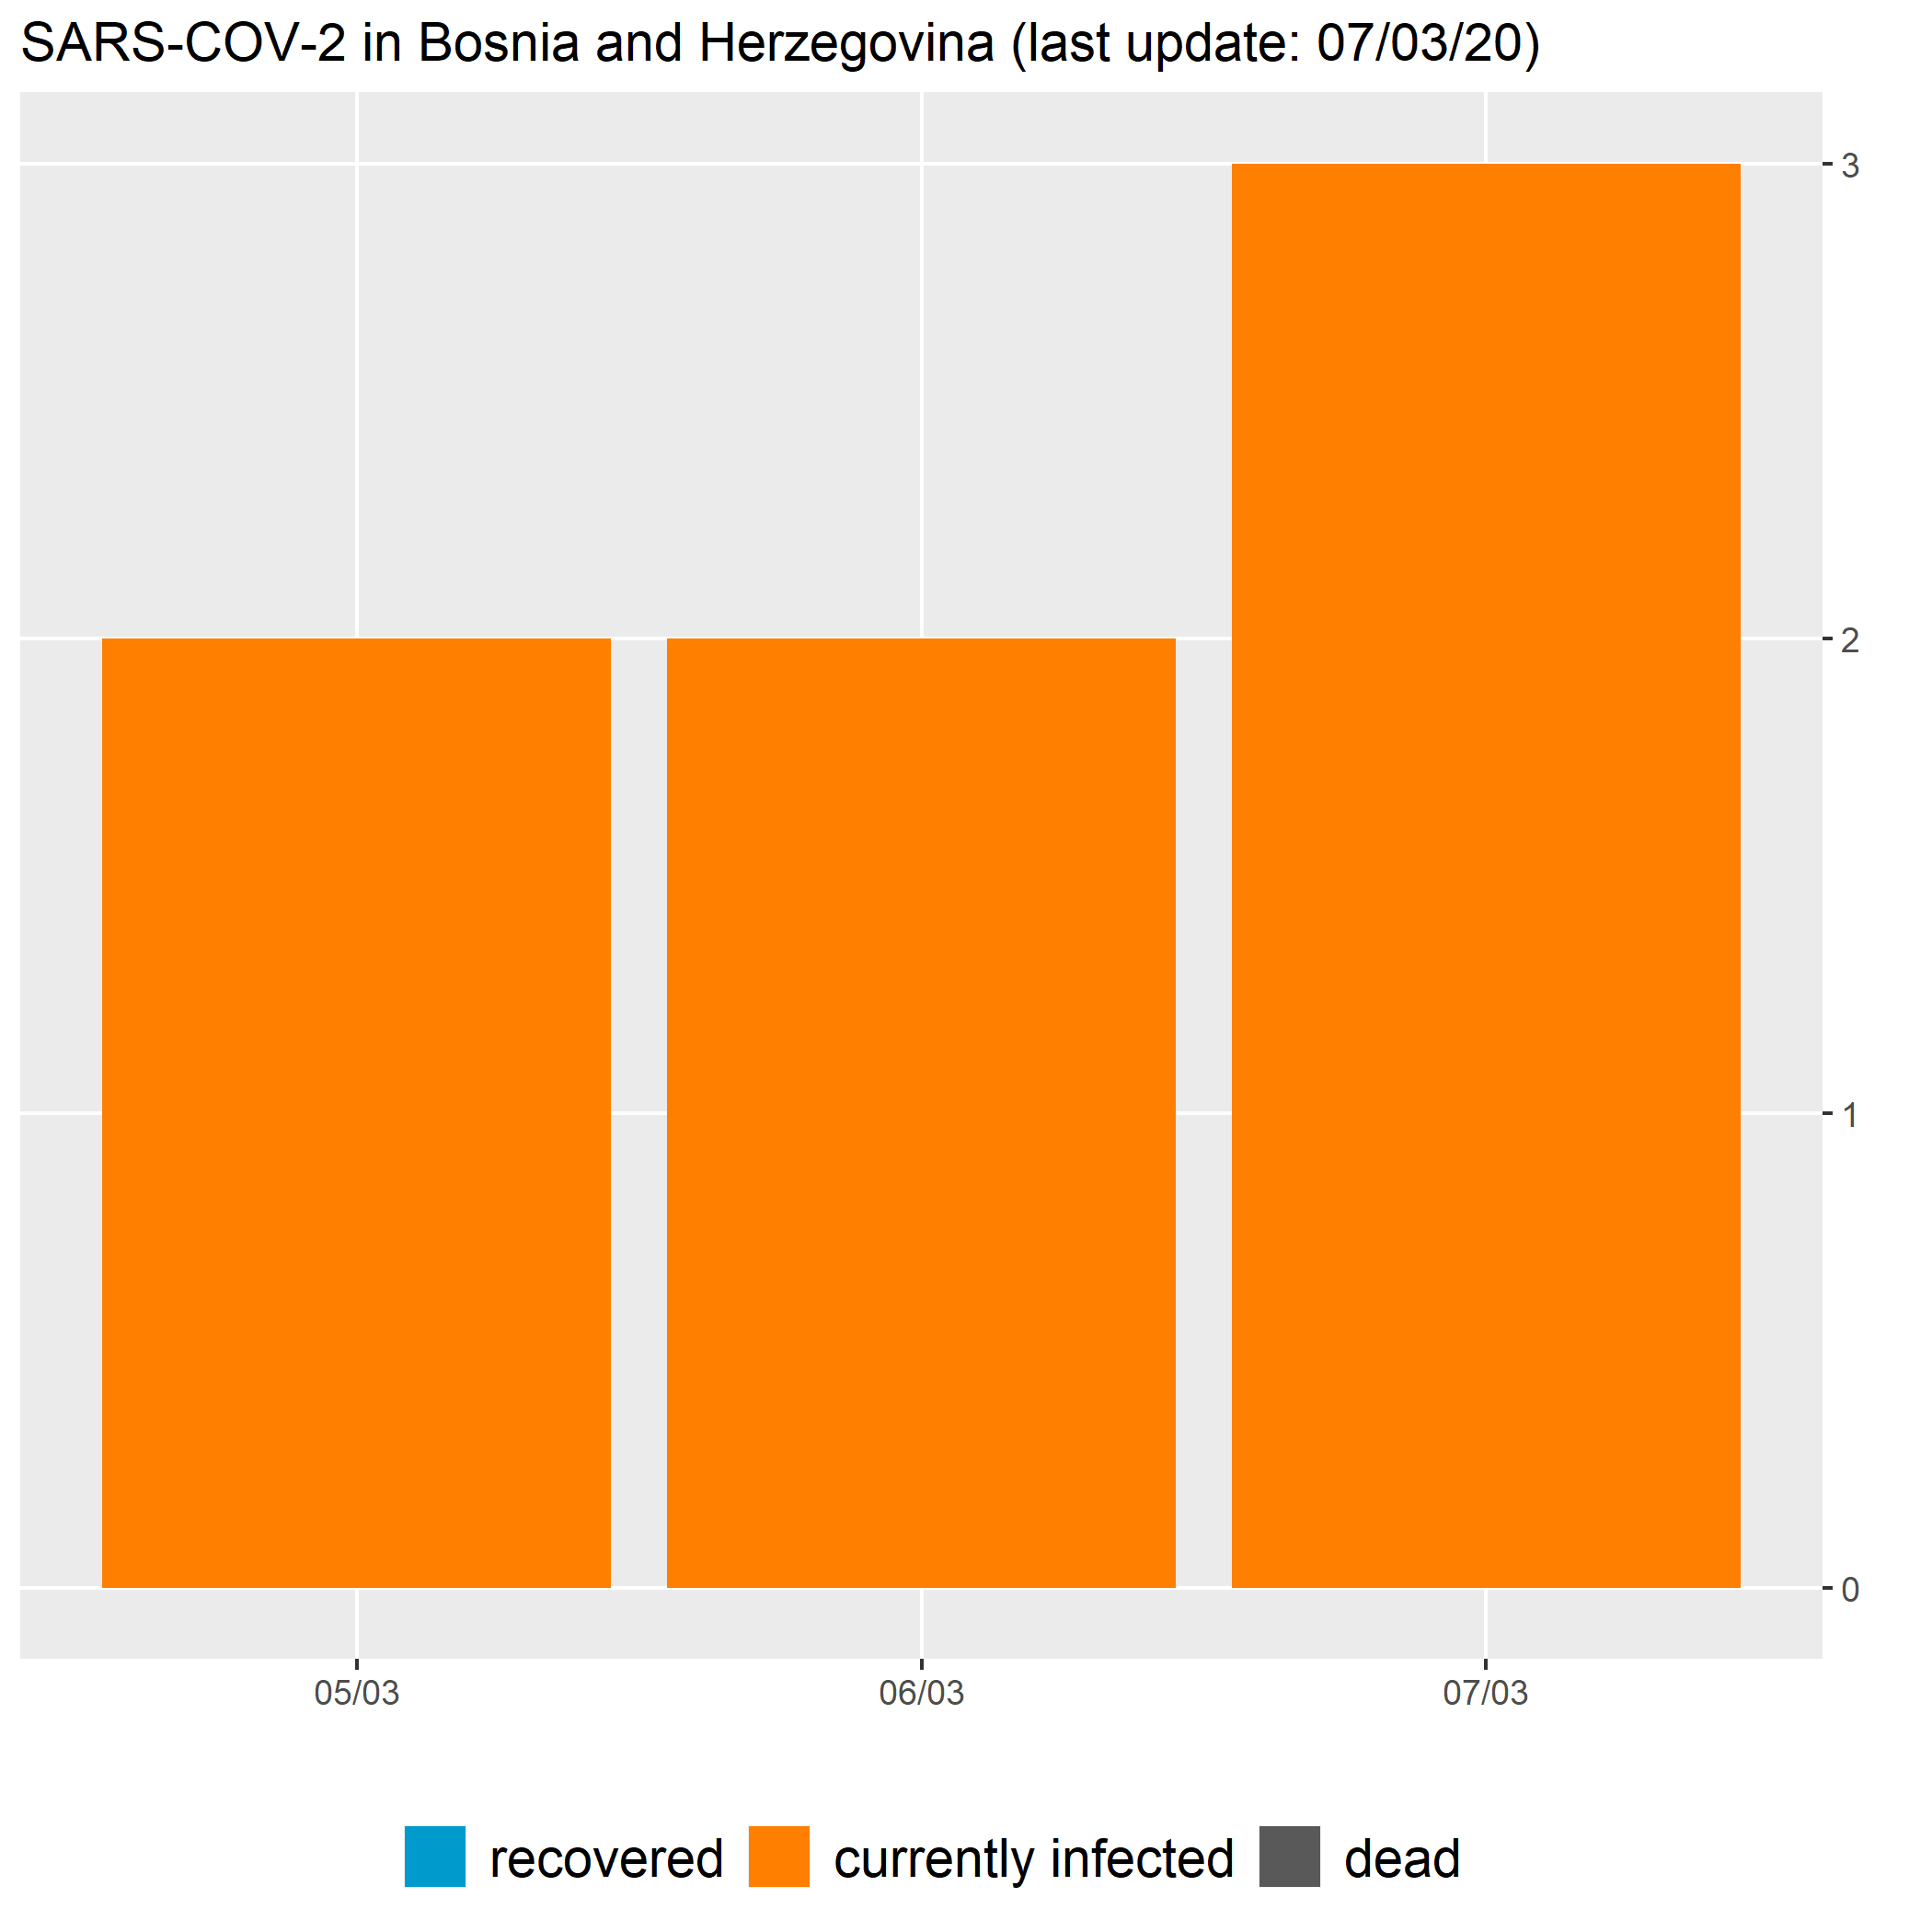 SARS-COV-2 in Bosnia and Herzegovina (last update: 07/03/20)
3
2
1
0
05/03 06/03 07/03
recovered currently infected dead